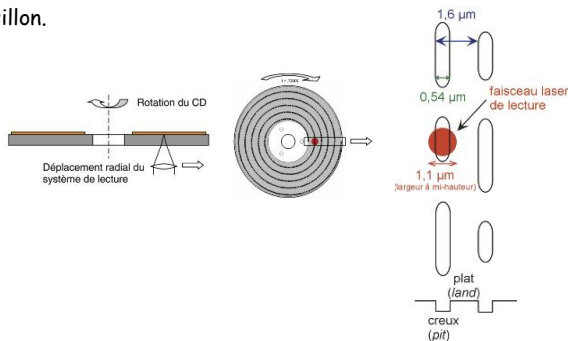 illon.
Rotation du CD
Déplacement radial du
système de lecture
1,6 µm
0,54 µm
faisceau laser
de lecture
1,1 µm
(largeur à mi-hauteur)
plat
(land)
creux
(pit)